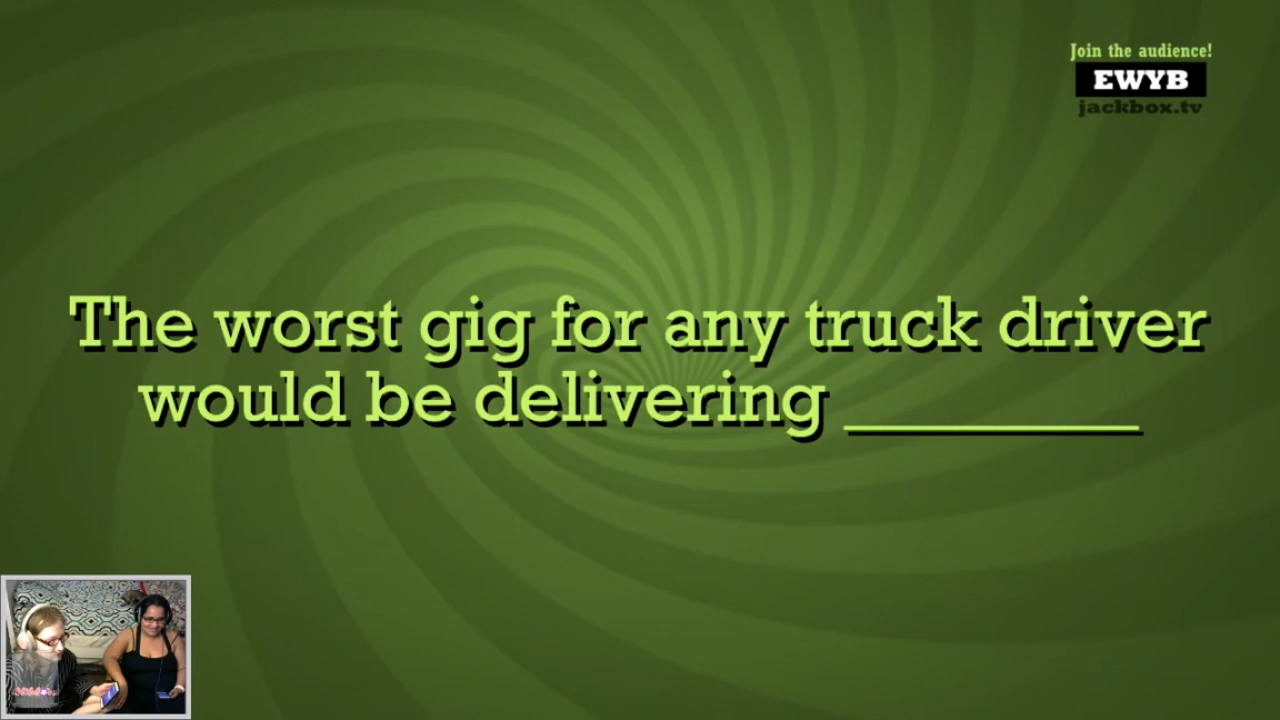 Join the audience!
EWYB
jackbox.tv
The worst gig for any truck driver
would be delivering ________